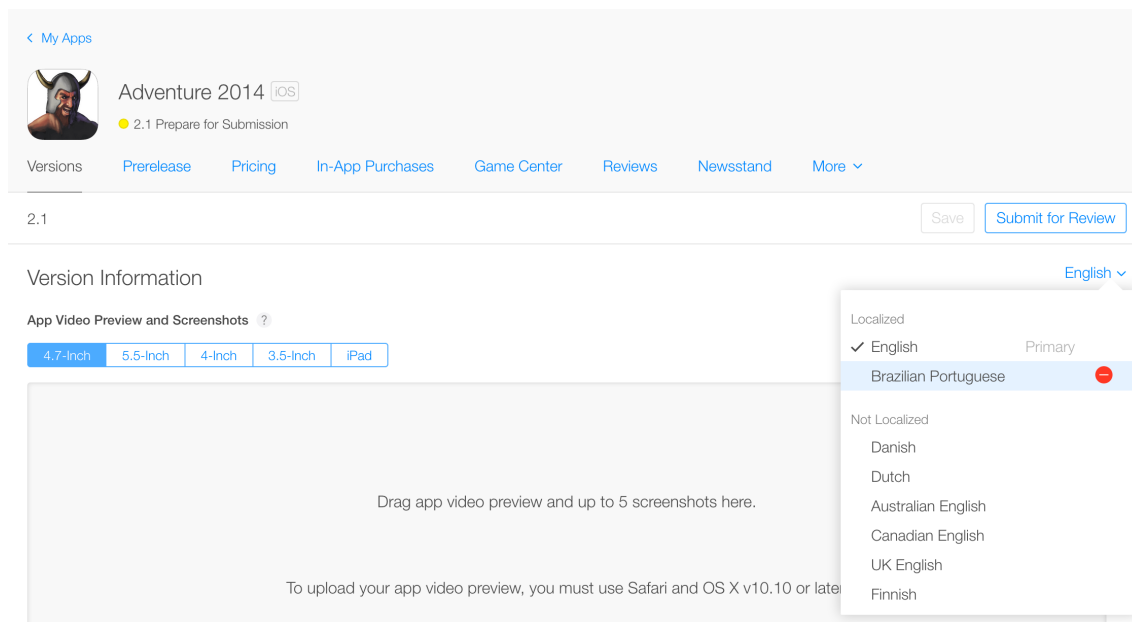 My Apps
Adventure 2014 iOS
2.1 Prepare for Submission
Versions Prerelease Pricing In-App Purchases Game Center Reviews Newsstand More
2.1 Save Submit for Review
Version Information English
App Video Preview and Screenshots ?
4.7-Inch 5.5-Inch 4-Inch 3.5-Inch iPad
Drag app video preview and up to 5 screenshots here.
To upload your app video preview, you must use Safari and OS X v10.10 or later
Localized
English Primary
Brazilian Portuguese
Not Localized
Danish
Dutch
Australian English
Canadian English
UK English
Finnish